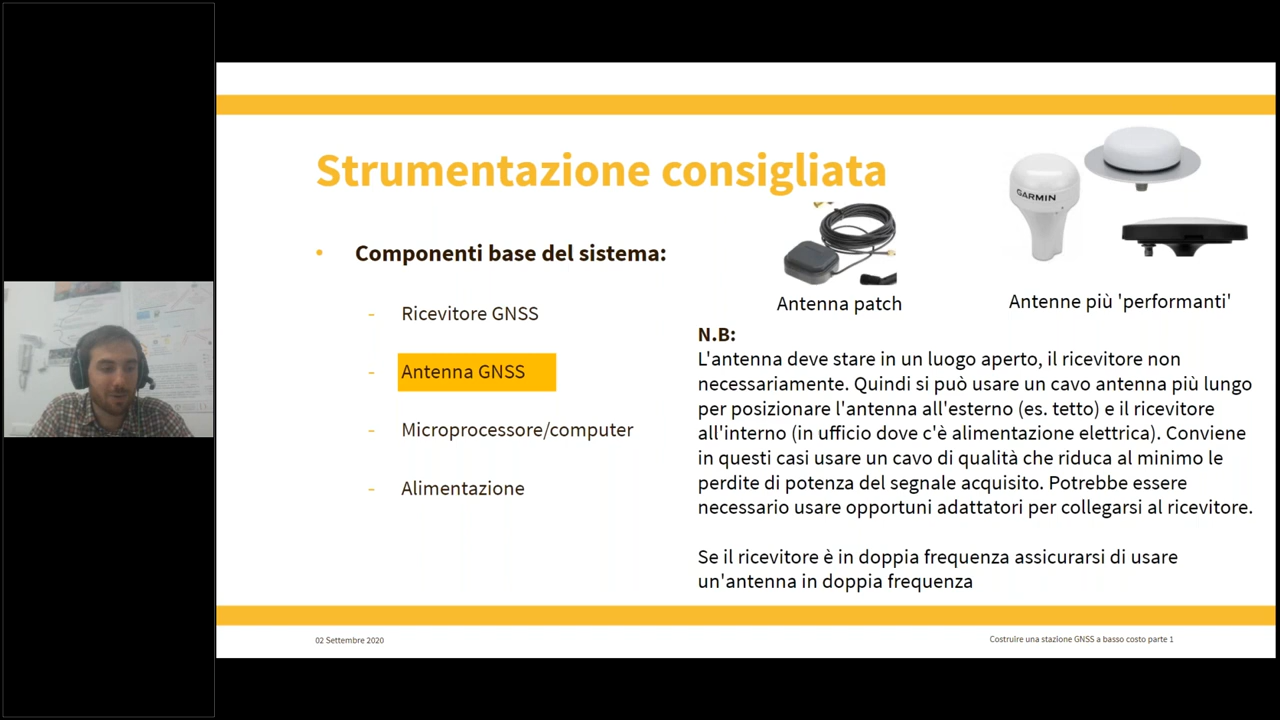 Strumentazione consigliata
• Componenti base del sistema:
- Ricevitore GNSS
- Antenna GNSS
- Microprocessore/computer
- Alimentazione
GARMIN
Antenna patch
Antenne più 'performanti'
N.B:
L'antenna deve stare in un luogo aperto, il ricevitore non
necessariamente. Quindi si può usare un cavo antenna più lungo
per posizionare l'antenna all'esterno (es. tetto) e il ricevitore
all'interno (in ufficio dove c'è alimentazione elettrica). Conviene
in questi casi usare un cavo di qualità che riduca al minimo le
perdite di potenza del segnale acquisito. Potrebbe essere
necessario usare opportuni adattatori per collegarsi al ricevitore.
Se il ricevitore è in doppia frequenza assicurarsi di usare
un'antenna in doppia frequenza
02 Settembre 2020
Costruire una stazione GNSS a basso costo parte 1